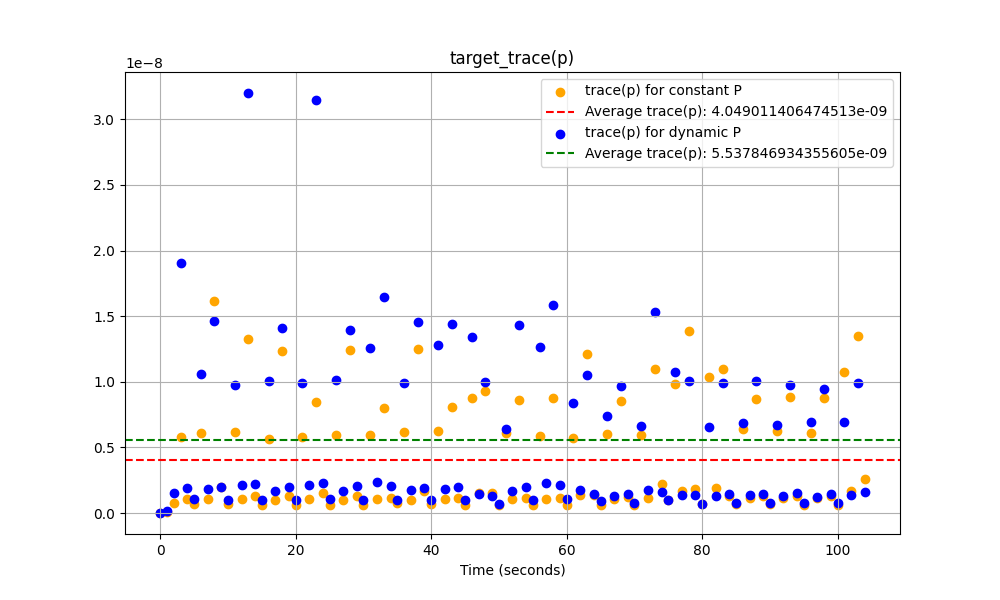 target_trace(p)
1e−8
trace(p) for constant P
Average trace(p): 4.049011406474513e-09
trace(p) for dynamic P
Average trace(p): 5.537846934355605e-09
3.0
2.5
2.0
1.5
1.0
0.5
0.0
0 20 40 60 80 100
Time (seconds)